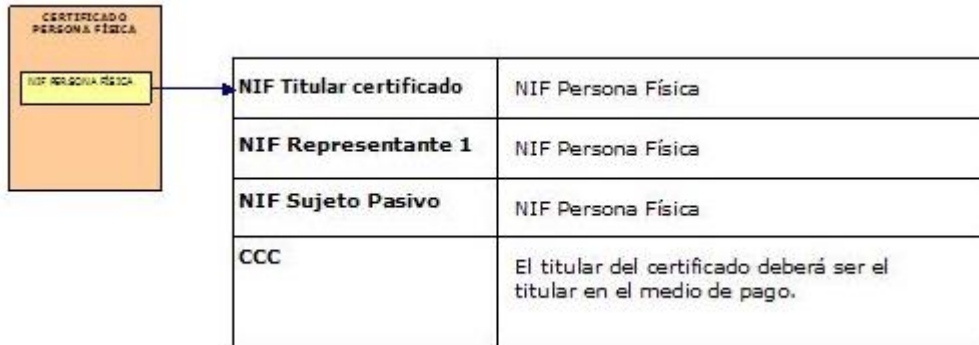 CERTIFICADO
PERSONA FÍSICA
NIF PERSONA FÍSICA
NIF Titular certificado
NIF Persona Física
NIF Representante 1
NIF Persona Física
NIF Sujeto Pasivo
NIF Persona Física
CCC
El titular del certificado deberá ser el
titular en el medio de pago.